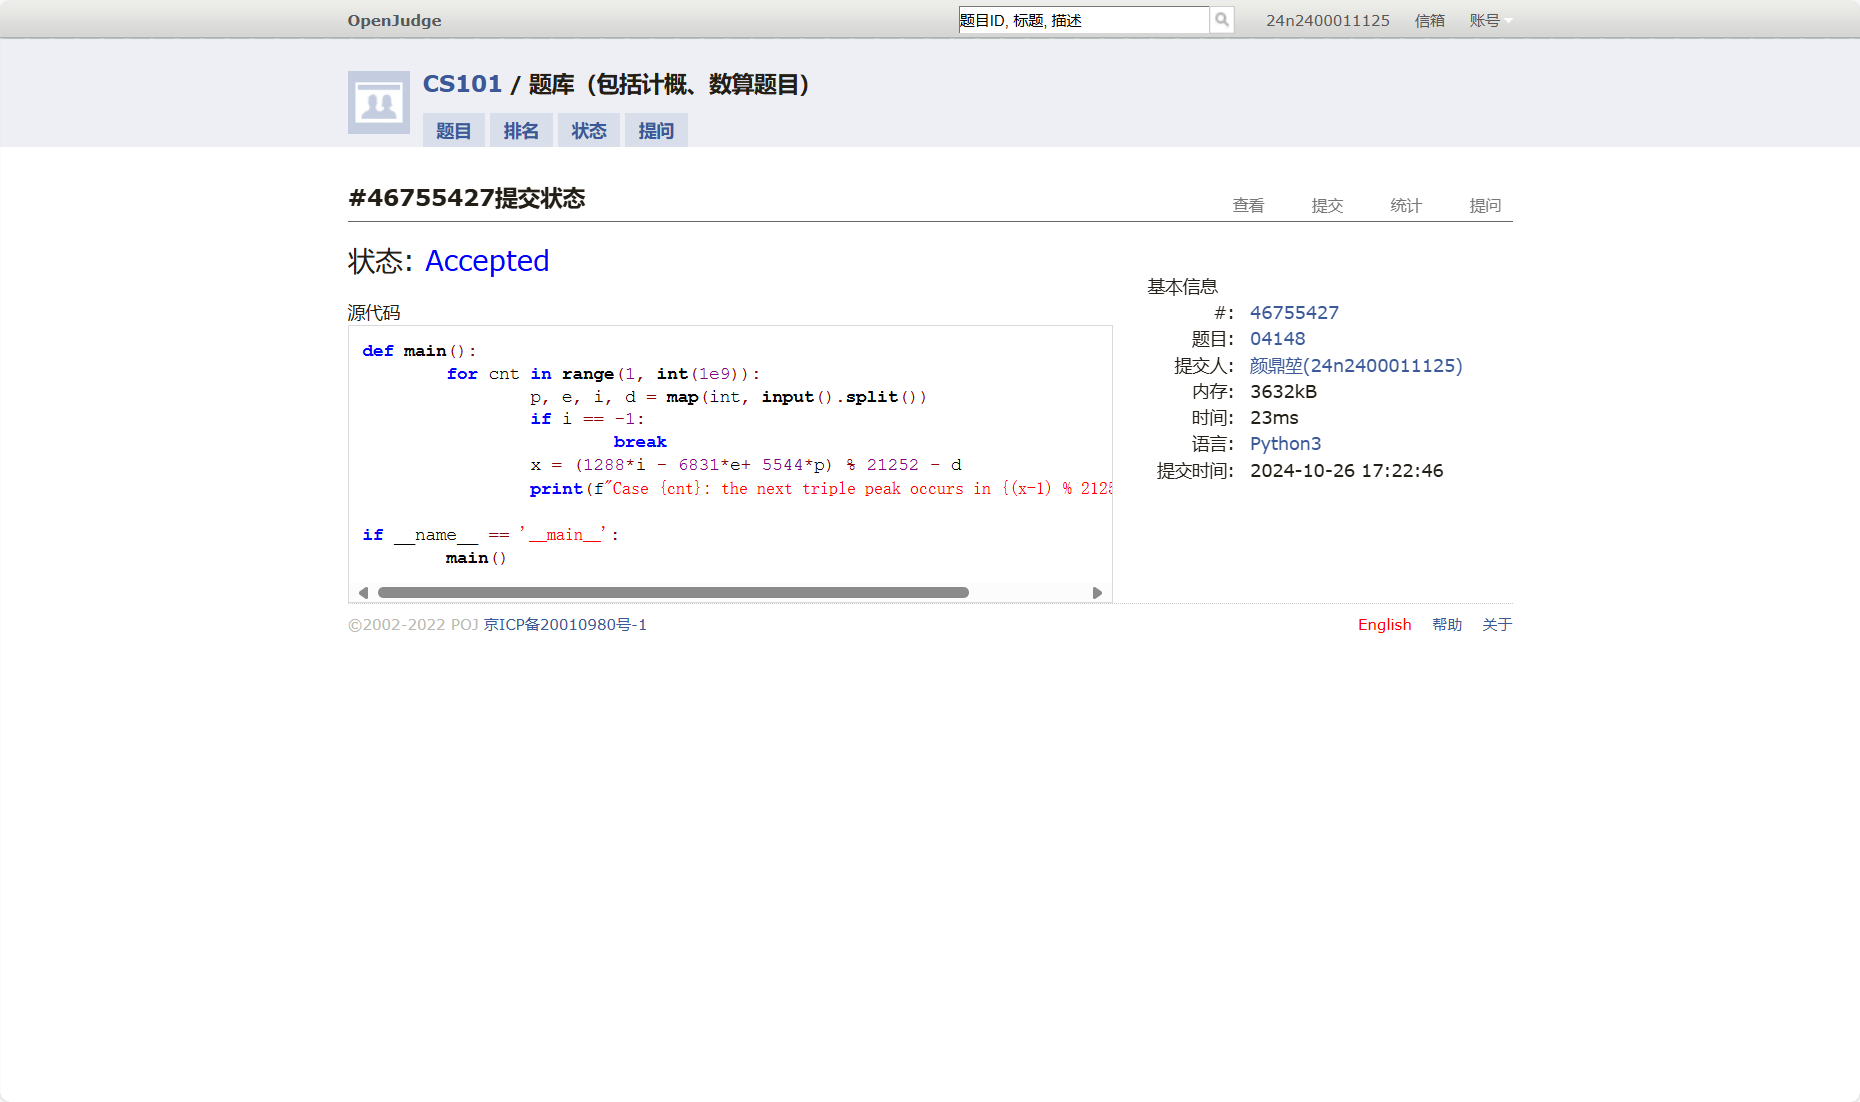 OpenJudge
题目ID, 标题, 描述
24n2400011125 信箱 账号
CS101 / 题库（包括计概、数算题目）
题目 排名 状态 提问
#46755427提交状态
查看 提交 统计 提问
状态: Accepted
源代码
def main():
for cnt in range(1, int(1e9)):
p, e, i, d = map(int, input().split())
if i == -1:
break
x = (1288*i - 6831*e+ 5544*p) % 21252 - d
print(f"Case {cnt}: the next triple peak occurs in {(x-1) % 2125
if __name__ == '__main__':
main()
基本信息
#: 46755427
题目: 04148
提交人: 颜鼎堃(24n2400011125)
内存: 3632kB
时间: 23ms
语言: Python3
提交时间: 2024-10-26 17:22:46
©2002-2022 POJ 京ICP备20010980号-1
English 帮助 关于